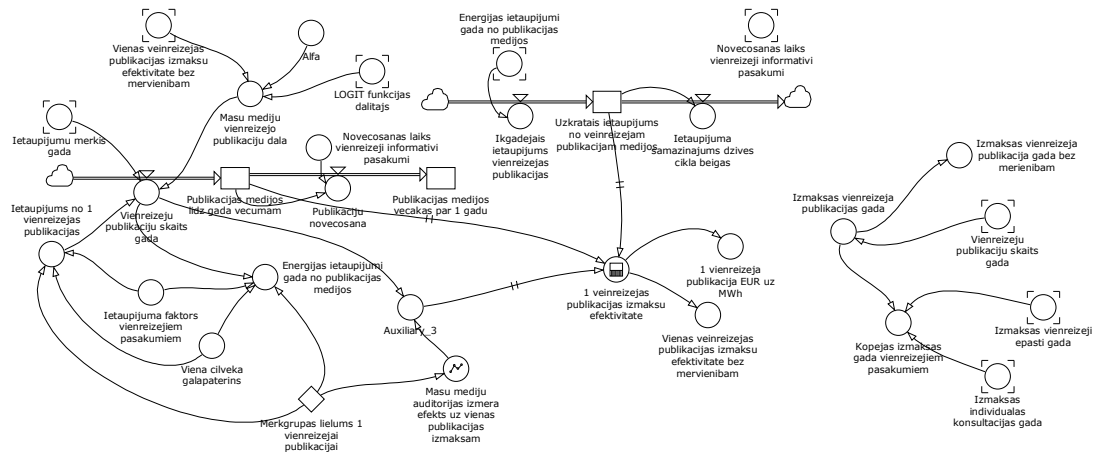 Vienas veinreizejas
publikacijas izmaksu
efektivitate bez
mervienibam
Alfa
LOGIT funkcijas
dalitajs
Masu mediju
vienreizejo
publikaciju dala
Ietaupijumu merkis
gada
Energijas ietaupijumi
gada no publikacijas
medijos
Novecosanas laiks
vienreizeji informativi
pasakumi
Ikgadejais
ietaupijums
vienreizejas
publikacijas
Uzkratais ietaupijums
no veinreizejam
publikacijam medijos
Ietaupijuma
samazinajums dzives
cikla beigas
Novecosanas laiks
vienreizeji informativi
pasakumi
Publikacijas medijos
lidz gada vecumam
Publikaciju
novecosana
Publikacijas medijos
vecakas par 1 gadu
Vienreizeju
publikaciju skaits
gada
Ietaupijums no 1
vienreizejas
publikacijas
Energijas ietaupijumi
gada no publikacijas
medijos
Ietaupijuma faktors
vienreizejiem
pasakumiem
Viena cilveka
galapaterins
Auxiliary_3
Merkgrupas lielums 1
vienreizejai
publikacijai
Masu mediju
auditorijas izmera
efekts uz vienas
publikacijas
izmaksam
1 veinreizejas
publikacijas izmaksu
efektivitate
1 vienreizeja
publikacija EUR uz
MWh
Vienas veinreizejas
publikacijas izmaksu
efektivitate bez
mervienibam
Izmaksas vienreizeja
publikacija gada bez
merienibam
Izmaksas vienreizeja
publikacijas gada
Vienreizeju
publikaciju skaits
gada
Kopejas izmaksas
gada vienreizejiem
pasakumiem
Izmaksas vienreizeji
epasti gada
Izmaksas
individualas
konsultacijas gada